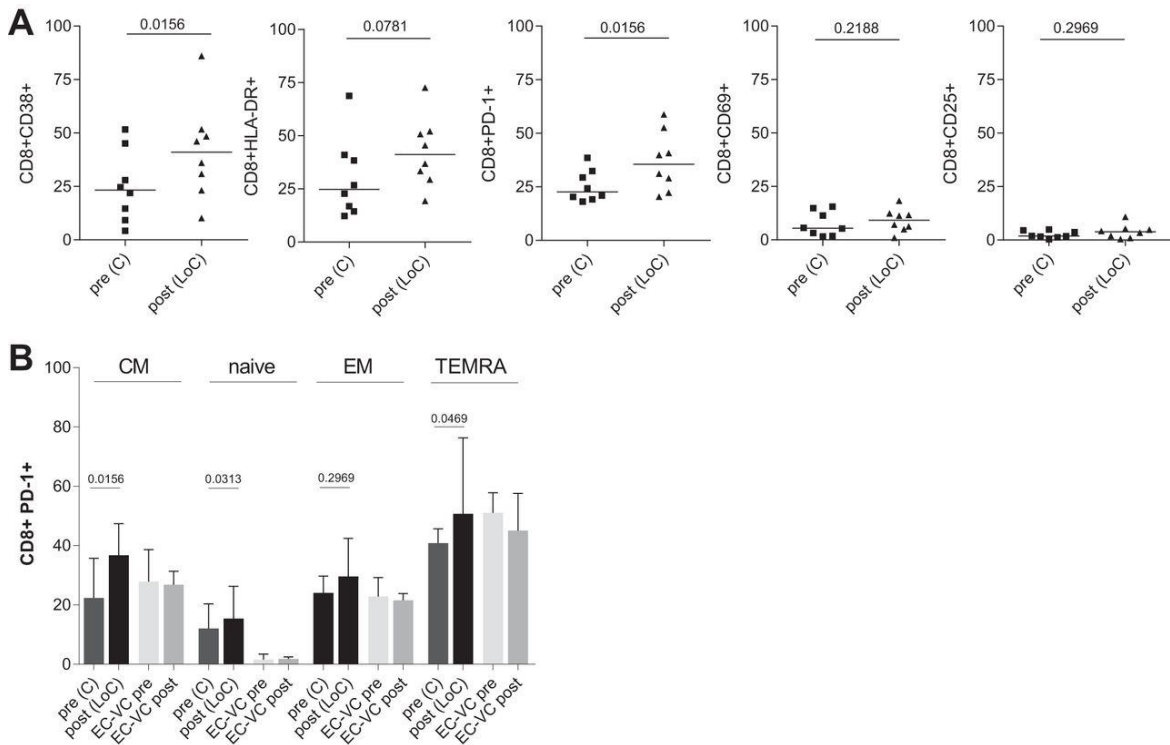 A
0.0156
0.0781
0.0156
0.2188
0.2969
CD8+CD38+
100
75
50
25
0
pre (C)
post (LoC)
CD8+HLA-DR+
100
75
50
25
0
pre (C)
post (LoC)
CD8+PD-1+
100
75
50
25
0
pre (C)
post (LoC)
CD8+CD69+
100
75
50
25
0
pre (C)
post (LoC)
CD8+CD25+
100
75
50
25
0
pre (C)
post (LoC)
B
CM naive EM TEMRA
CD8+ PD-1+
100
80
60
40
20
0
0.0156
0.0313
0.2969
0.0469
pre (C)
post (LoC)
EC-VC pre
EC-VC post
pre (C)
post (LoC)
EC-VC pre
EC-VC post
pre (C)
post (LoC)
EC-VC pre
EC-VC post
pre (C)
post (LoC)
EC-VC pre
EC-VC post